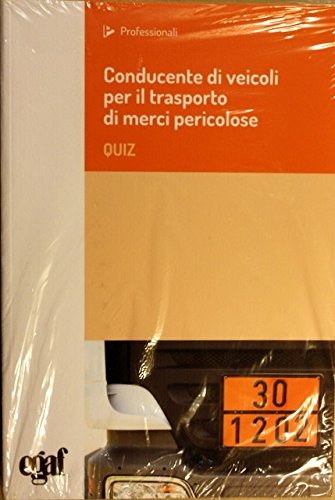 Professionali
Conducente di veicoli
per il trasporto
di merci pericolose
QUIZ
30
1202
egaf